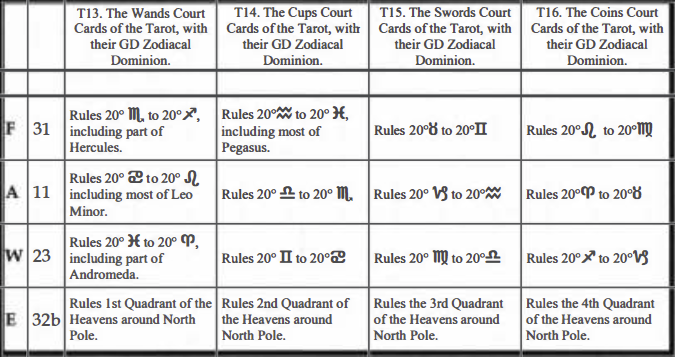 T13. The Wands Court
Cards of the Tarot, with
their GD Zodiacal
Dominion.
T14. The Cups Court
Cards of the Tarot, with
their GD Zodiacal
Dominion.
T15. The Swords Court
Cards of the Tarot, with
their GD Zodiacal
Dominion.
T16. The Coins Court
Cards of the Tarot, with
their GD Zodiacal
Dominion.
F
31
Rules 20° ♏ to 20°♐,
including part of
Hercules.
Rules 20°♒ to 20° ♓,
including most of
Pegasus.
Rules 20°♉ to 20°♊
Rules 20°♌ to 20°♍
A
11
Rules 20° ♋ to 20° ♌
including most of Leo
Minor.
Rules 20° ♎ to 20° ♏
Rules 20° ♑ to 20°♒
Rules 20°♈ to 20°♉
W
23
Rules 20° ♓ to 20° ♈,
including part of
Andromeda.
Rules 20° ♊ to 20°♋
Rules 20° ♍ to 20°♎
Rules 20°♐ to 20°♑
E
32b
Rules 1st Quadrant of the
Heavens around North
Pole.
Rules 2nd Quadrant of
the Heavens around
North Pole.
Rules the 3rd Quadrant
of the Heavens around
North Pole.
Rules the 4th Quadrant
of the Heavens around
North Pole.